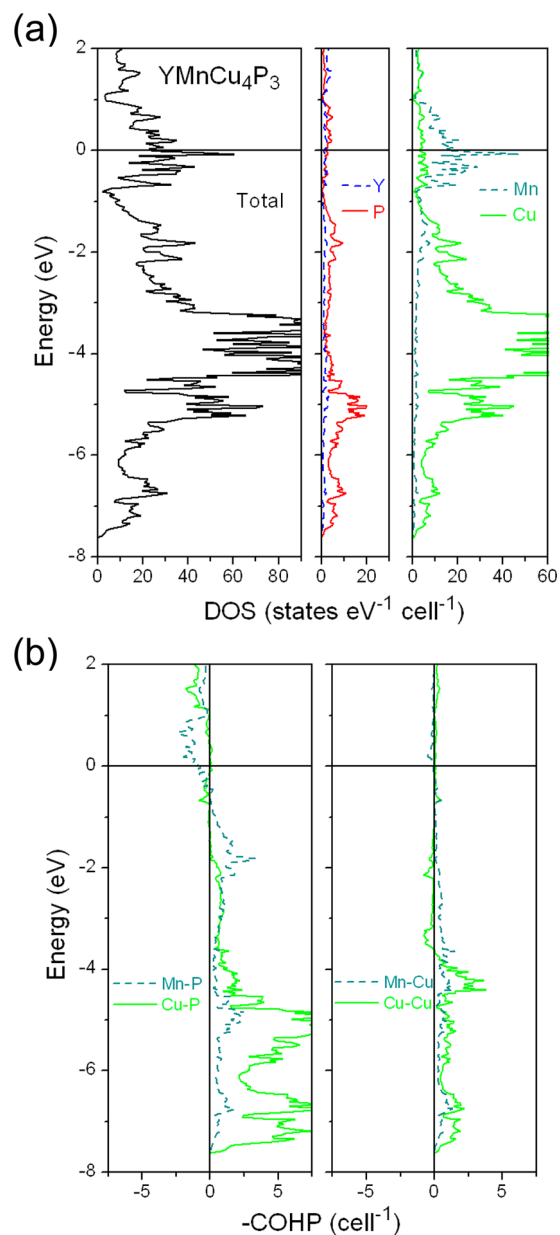 (a)
YMnCu₄P₃
Total
Y
P
Mn
Cu
Energy (eV)
2
0
-2
-4
-6
-8
0 20 40 60 80
0 20
0 20 40 60
DOS (states eV⁻¹ cell⁻¹)
(b)
Energy (eV)
2
0
-2
-4
-6
-8
Mn-P
Cu-P
Mn-Cu
Cu-Cu
-5 0 5
-5 0 5
-COHP (cell⁻¹)